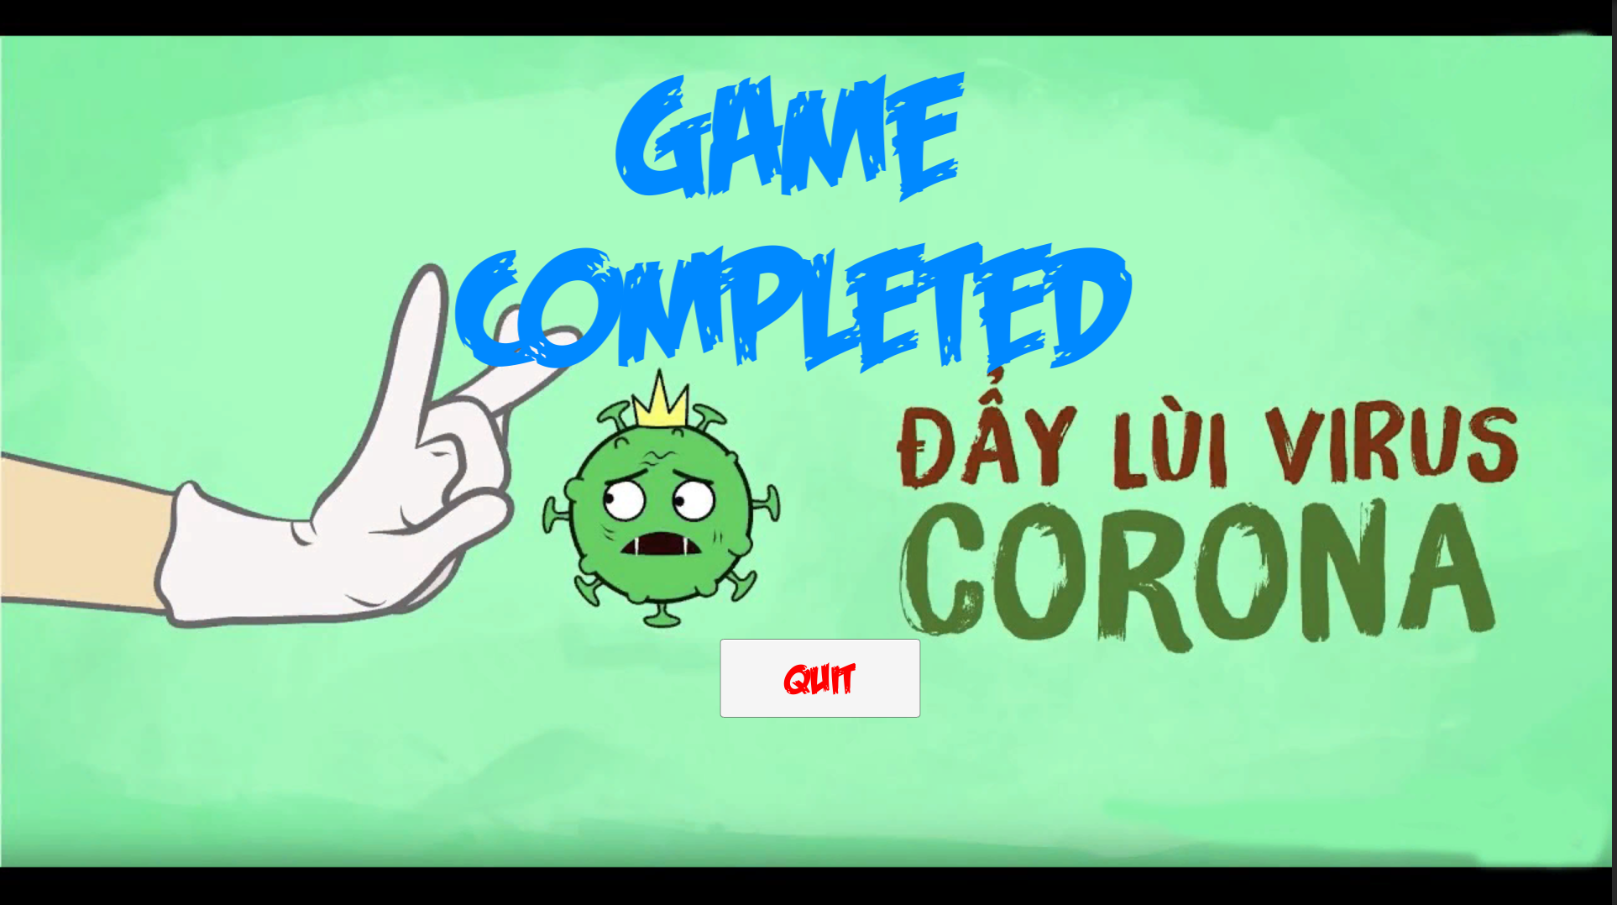 GAME
COMPLETED
ĐẨY LÙI VIRUS
CORONA
QUIT